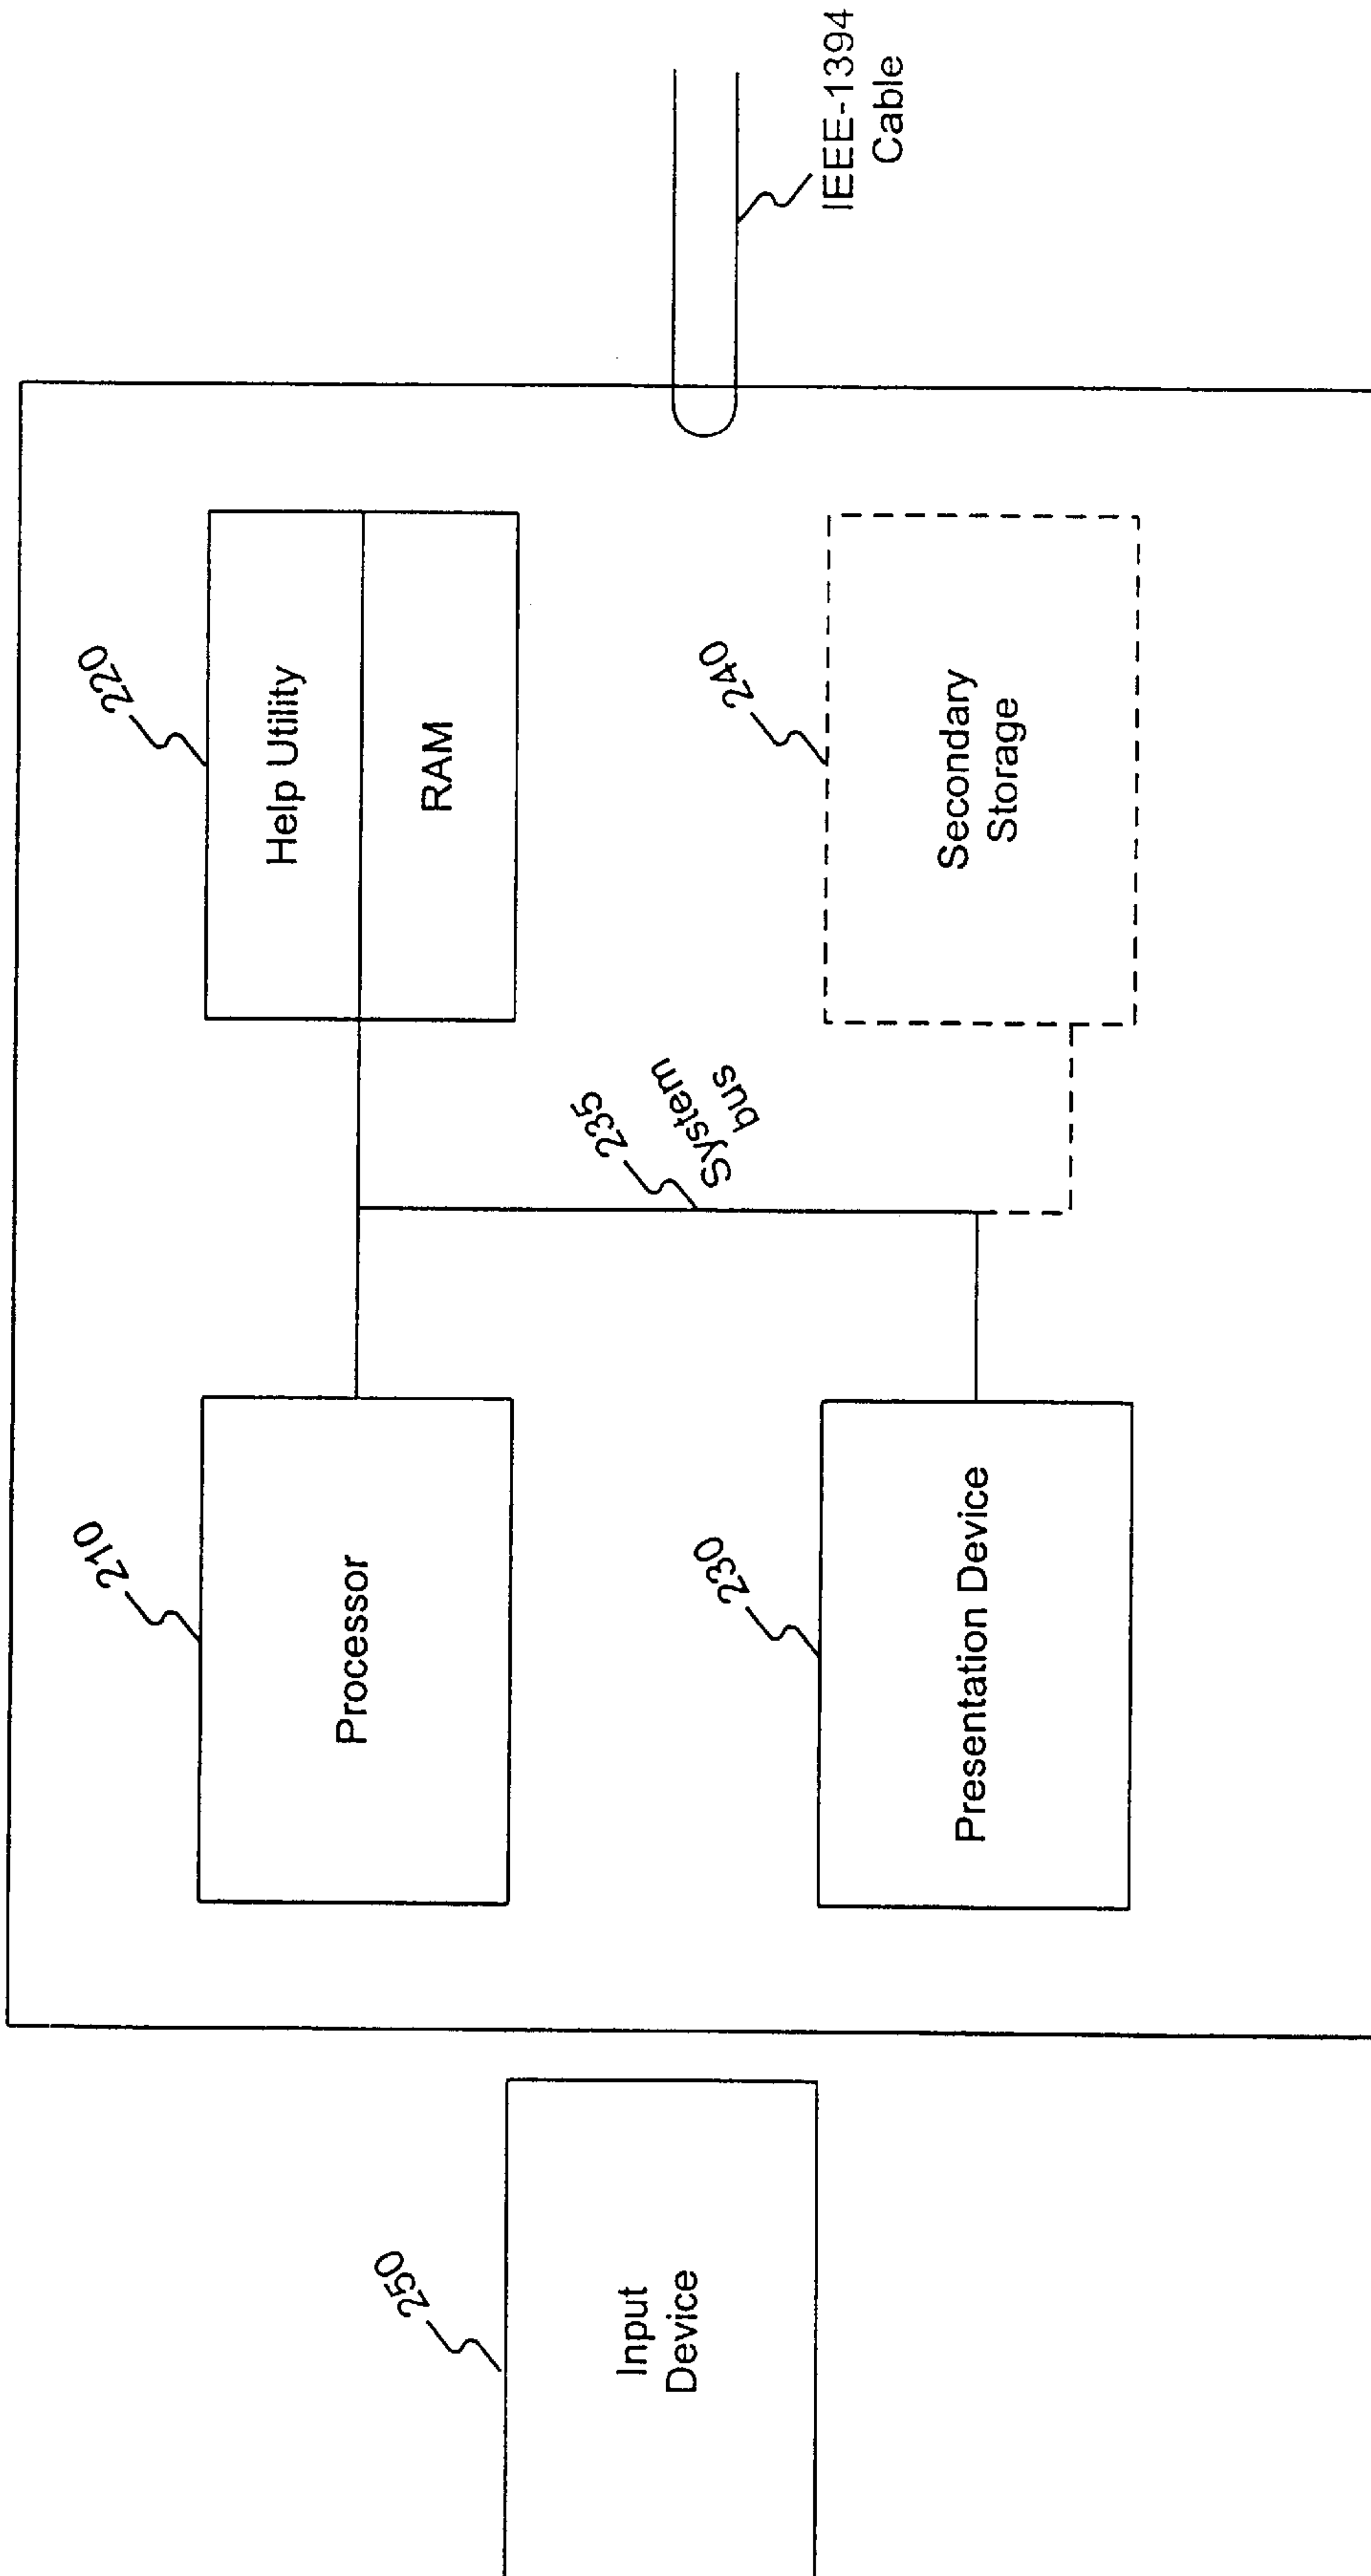 250
Input
Device
210
Processor
220
Help Utility
RAM
235
System
bus
230
Presentation Device
240
Secondary
Storage
IEEE-1394
Cable